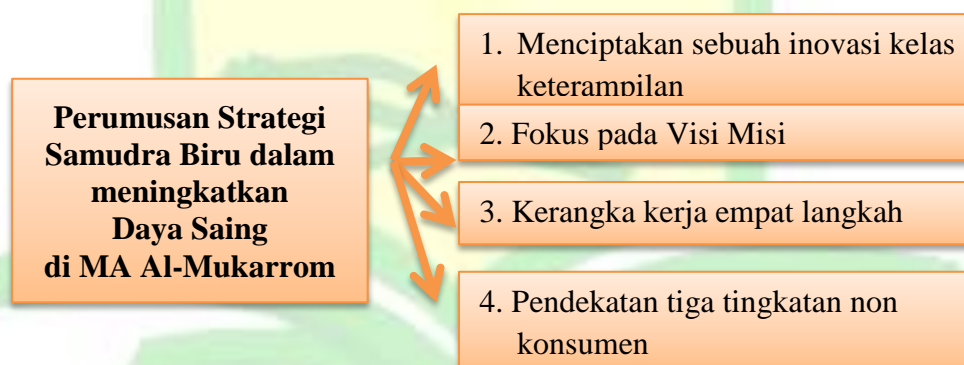 Perumusan Strategi
Samudra Biru dalam
meningkatkan
Daya Saing
di MA Al-Mukarrom
1. Menciptakan sebuah inovasi kelas
keterampilan
2. Fokus pada Visi Misi
3. Kerangka kerja empat langkah
4. Pendekatan tiga tingkatan non
konsumen